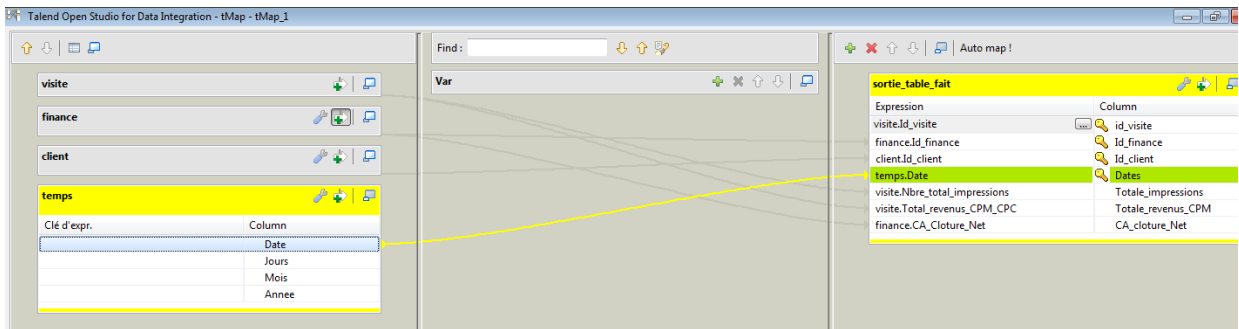 Talend Open Studio for Data Integration - tMap - tMap_1
Find :
Auto map !
visite
finance
client
temps
Clé d'expr. Column
Date
Jours
Mois
Annee
Var
sortie_table_fait
Expression Column
visite.Id_visite ... id_visite
finance.Id_finance Id_finance
client.Id_client Id_client
temps.Date Dates
visite.Nbre_total_impressions Totale_impressions
visite.Total_revenus_CPM_CPC Totale_revenus_CPM
finance.CA_Cloture_Net CA_cloture_Net